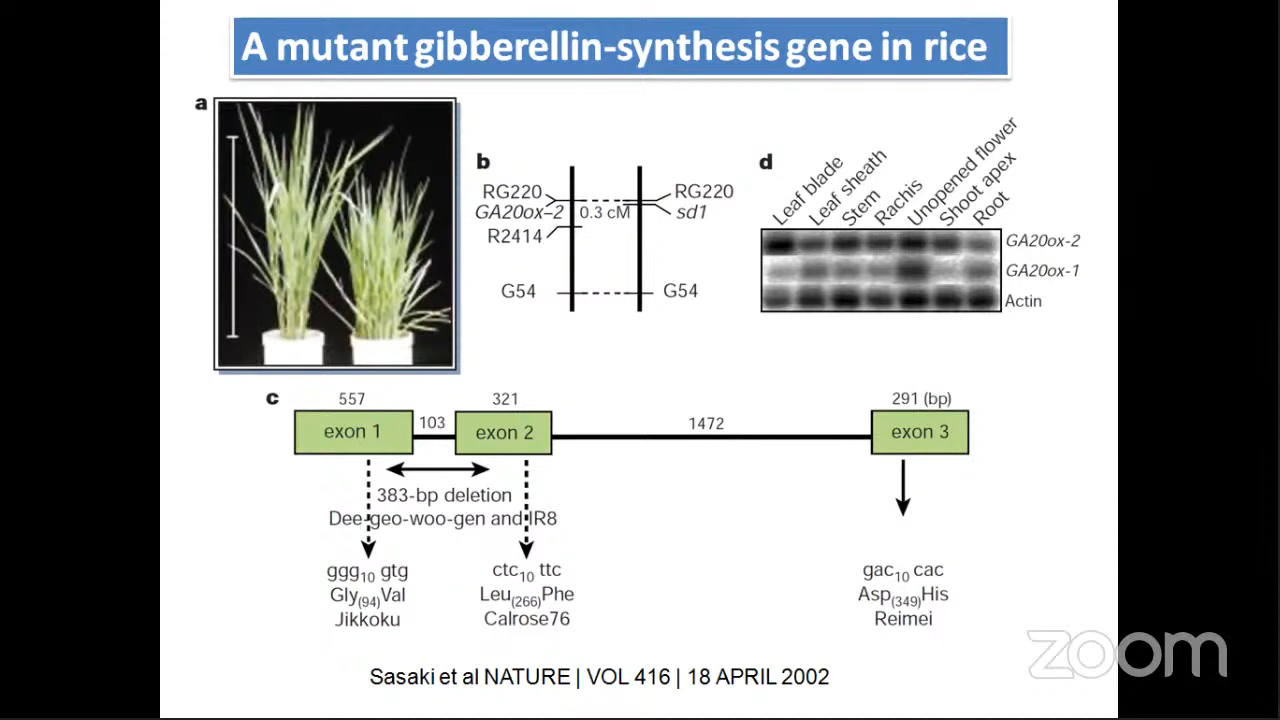 A mutant gibberellin-synthesis gene in rice
a
b
RG220
GA20ox–2
R2414
G54
0.3 cM
RG220
sd1
G54
d
Leaf blade
Leaf sheath
Stem
Rachis
Unopened flower
Shoot apex
Root
GA20ox-2
GA20ox-1
Actin
c
557
103
321
1472
291 (bp)
exon 1
exon 2
exon 3
383-bp deletion
Dee-geo-woo-gen and IR8
ggg10 gtg
Gly(94)Val
Jikkoku
ctc10 ttc
Leu(266)Phe
Calrose76
gac10 cac
Asp(349)His
Reimei
zoom
Sasaki et al NATURE | VOL 416 | 18 APRIL 2002